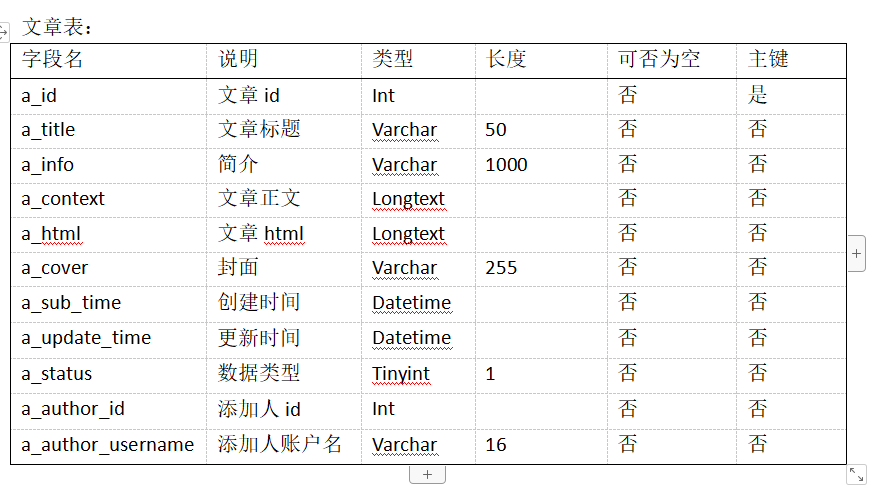 文章表：
字段名 说明 类型 长度 可否为空 主键
a_id 文章 id Int 否 是
a_title 文章标题 Varchar 50 否 否
a_info 简介 Varchar 1000 否 否
a_context 文章正文 Longtext 否 否
a_html 文章 html Longtext 否 否
a_cover 封面 Varchar 255 否 否
a_sub_time 创建时间 Datetime 否 否
a_update_time 更新时间 Datetime 否 否
a_status 数据类型 Tinyint 1 否 否
a_author_id 添加人 id Int 否 否
a_author_username 添加人账户名 Varchar 16 否 否